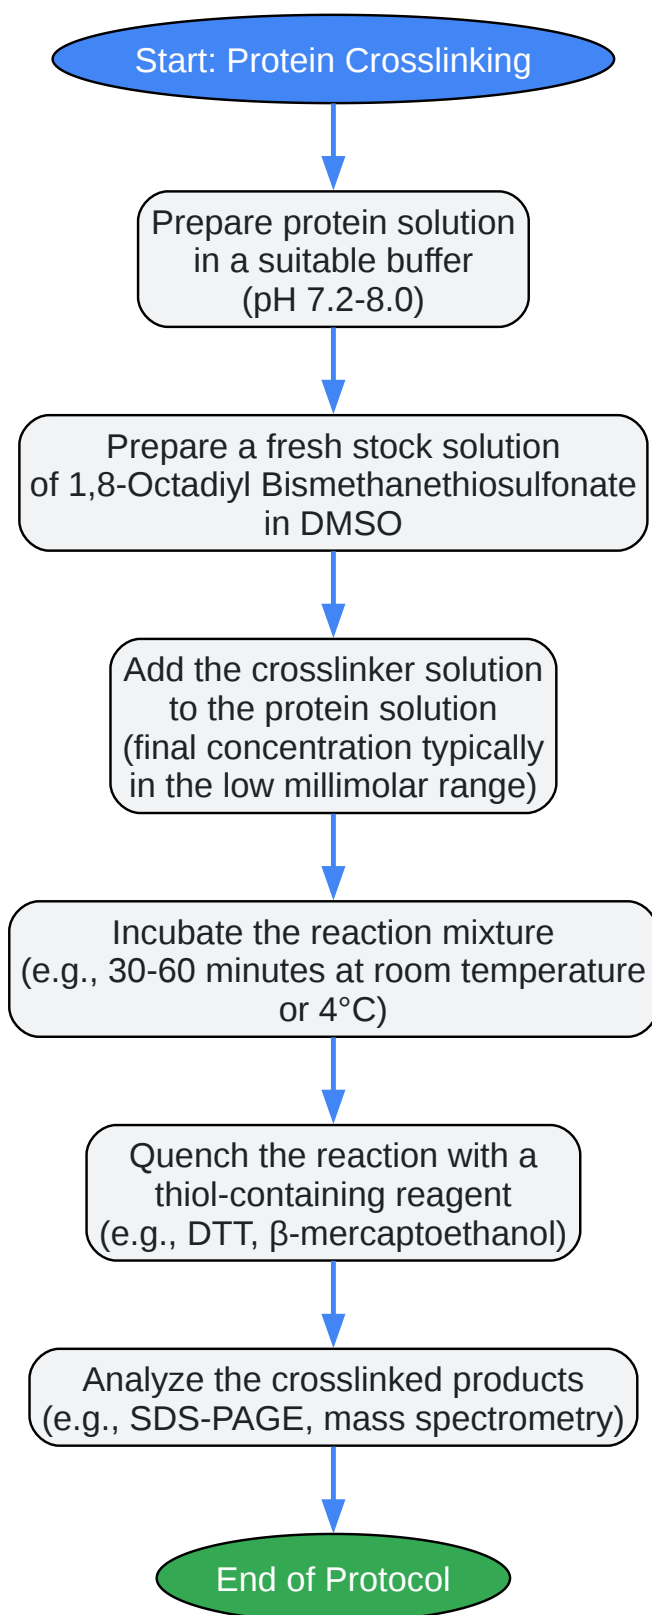 Start: Protein Crosslinking
Prepare protein solution
in a suitable buffer
(pH 7.2-8.0)
Prepare a fresh stock solution
of 1,8-Octadiyl Bismethanethiosulfonate
in DMSO
Add the crosslinker solution
to the protein solution
(final concentration typically
in the low millimolar range)
Incubate the reaction mixture
(e.g., 30-60 minutes at room temperature
or 4°C)
Quench the reaction with a
thiol-containing reagent
(e.g., DTT, β-mercaptoethanol)
Analyze the crosslinked products
(e.g., SDS-PAGE, mass spectrometry)
End of Protocol